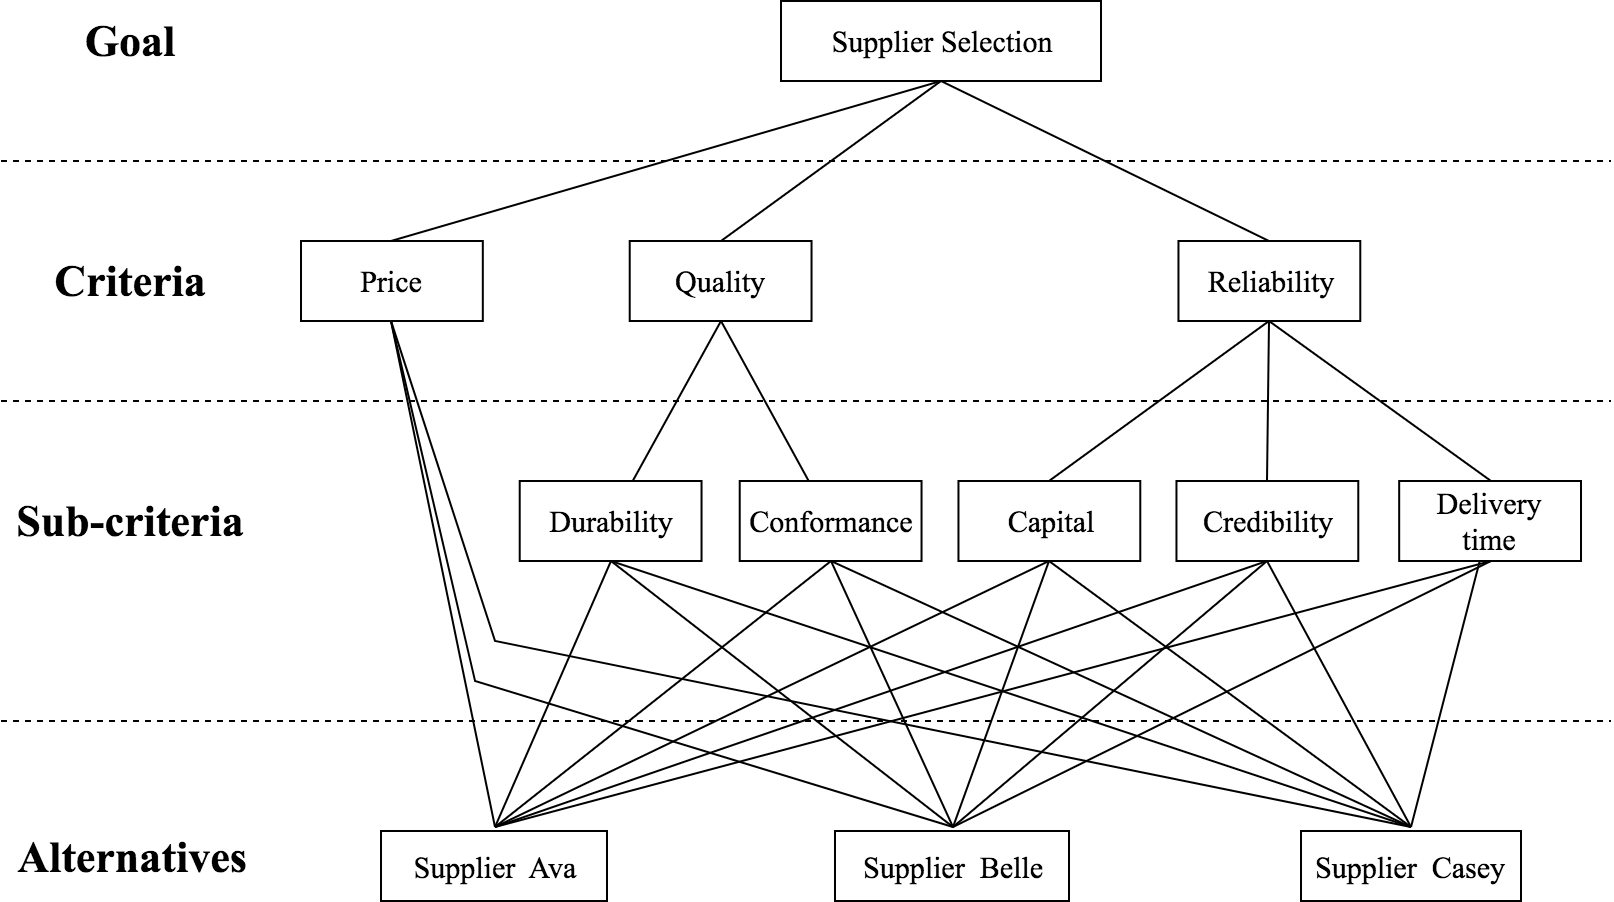 Goal
Supplier Selection
Criteria
Price
Quality
Reliability
Sub-criteria
Durability
Conformance
Capital
Credibility
Delivery
time
Alternatives
Supplier Ava
Supplier Belle
Supplier Casey